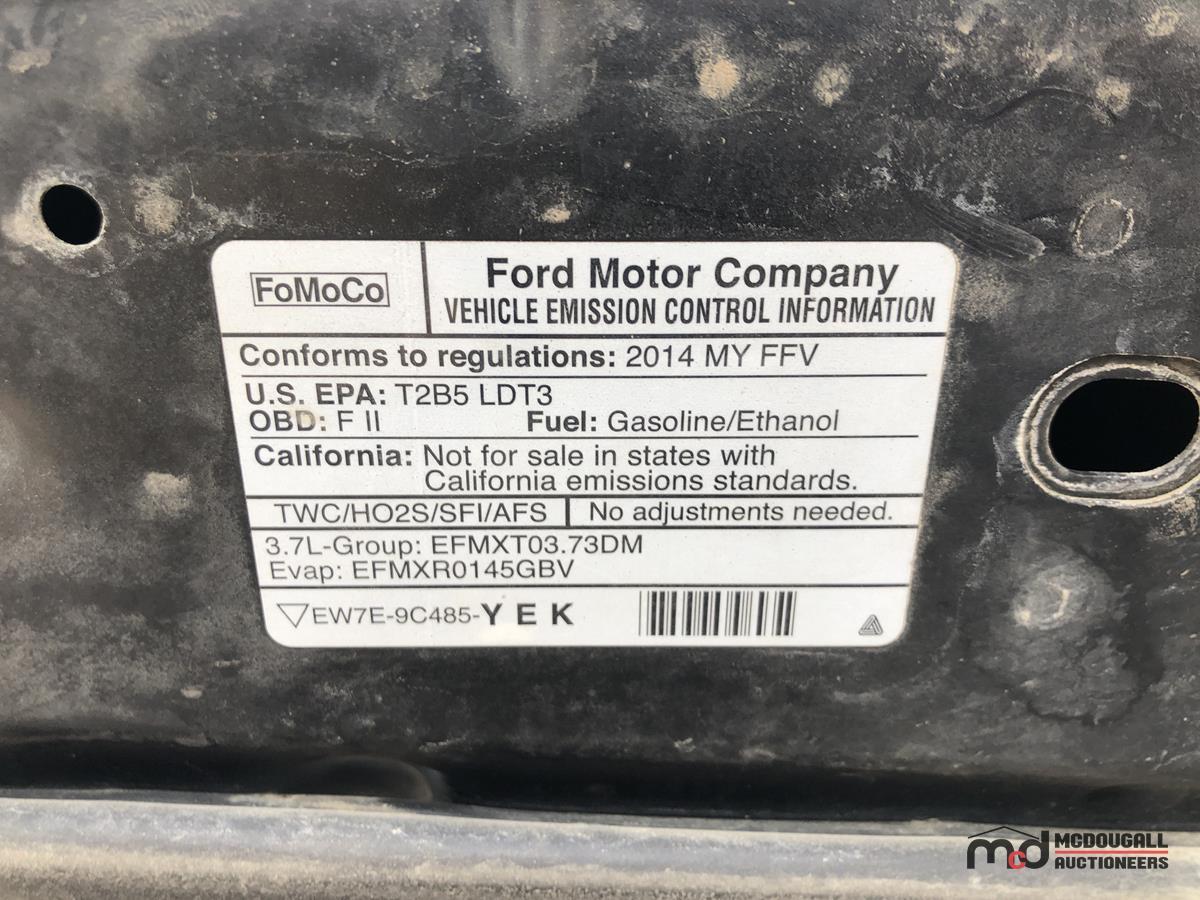 FoMoCo
Ford Motor Company
VEHICLE EMISSION CONTROL INFORMATION
Conforms to regulations: 2014 MY FFV
U.S. EPA: T2B5 LDT3
OBD: F II Fuel: Gasoline/Ethanol
California: Not for sale in states with
California emissions standards.
TWC/HO2S/SFI/AFS No adjustments needed.
3.7L-Group: EFMXT03.73DM
Evap: EFMXR0145GBV
EW7E-9C485-YEK
mcd MCDOUGALL
AUCTIONEERS